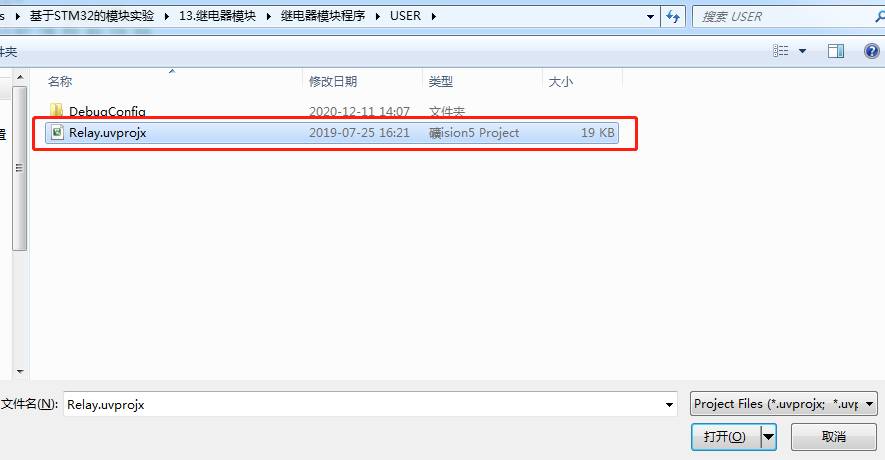 s ▸ 基于STM32的模块实验 ▸ 13.继电器模块 ▸ 继电器模块程序 ▸ USER ▸ 搜索 USER
件夹
名称 修改日期 类型 大小
DebugConfig 2020-12-11 14:07 文件夹
置
Relay.uvprojx 2019-07-25 16:21 礦ision5 Project 19 KB
文件名(N): Relay.uvprojx Project Files (*.uvprojx; *.uvp
打开(O) 取消